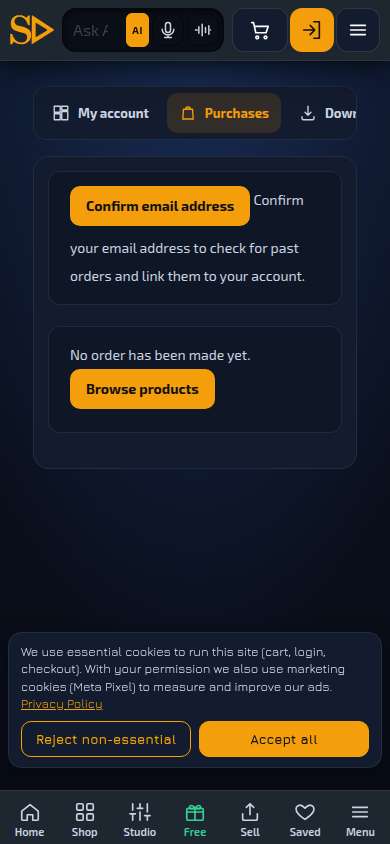 S
Ask A
AI
My account
Purchases
Down
Confirm email address Confirm
your email address to check for past
orders and link them to your account.
No order has been made yet.
Browse products
We use essential cookies to run this site (cart, login,
checkout). With your permission we also use marketing
cookies (Meta Pixel) to measure and improve our ads.
Privacy Policy
Reject non-essential
Accept all
Home
Shop
Studio
Free
Sell
Saved
Menu